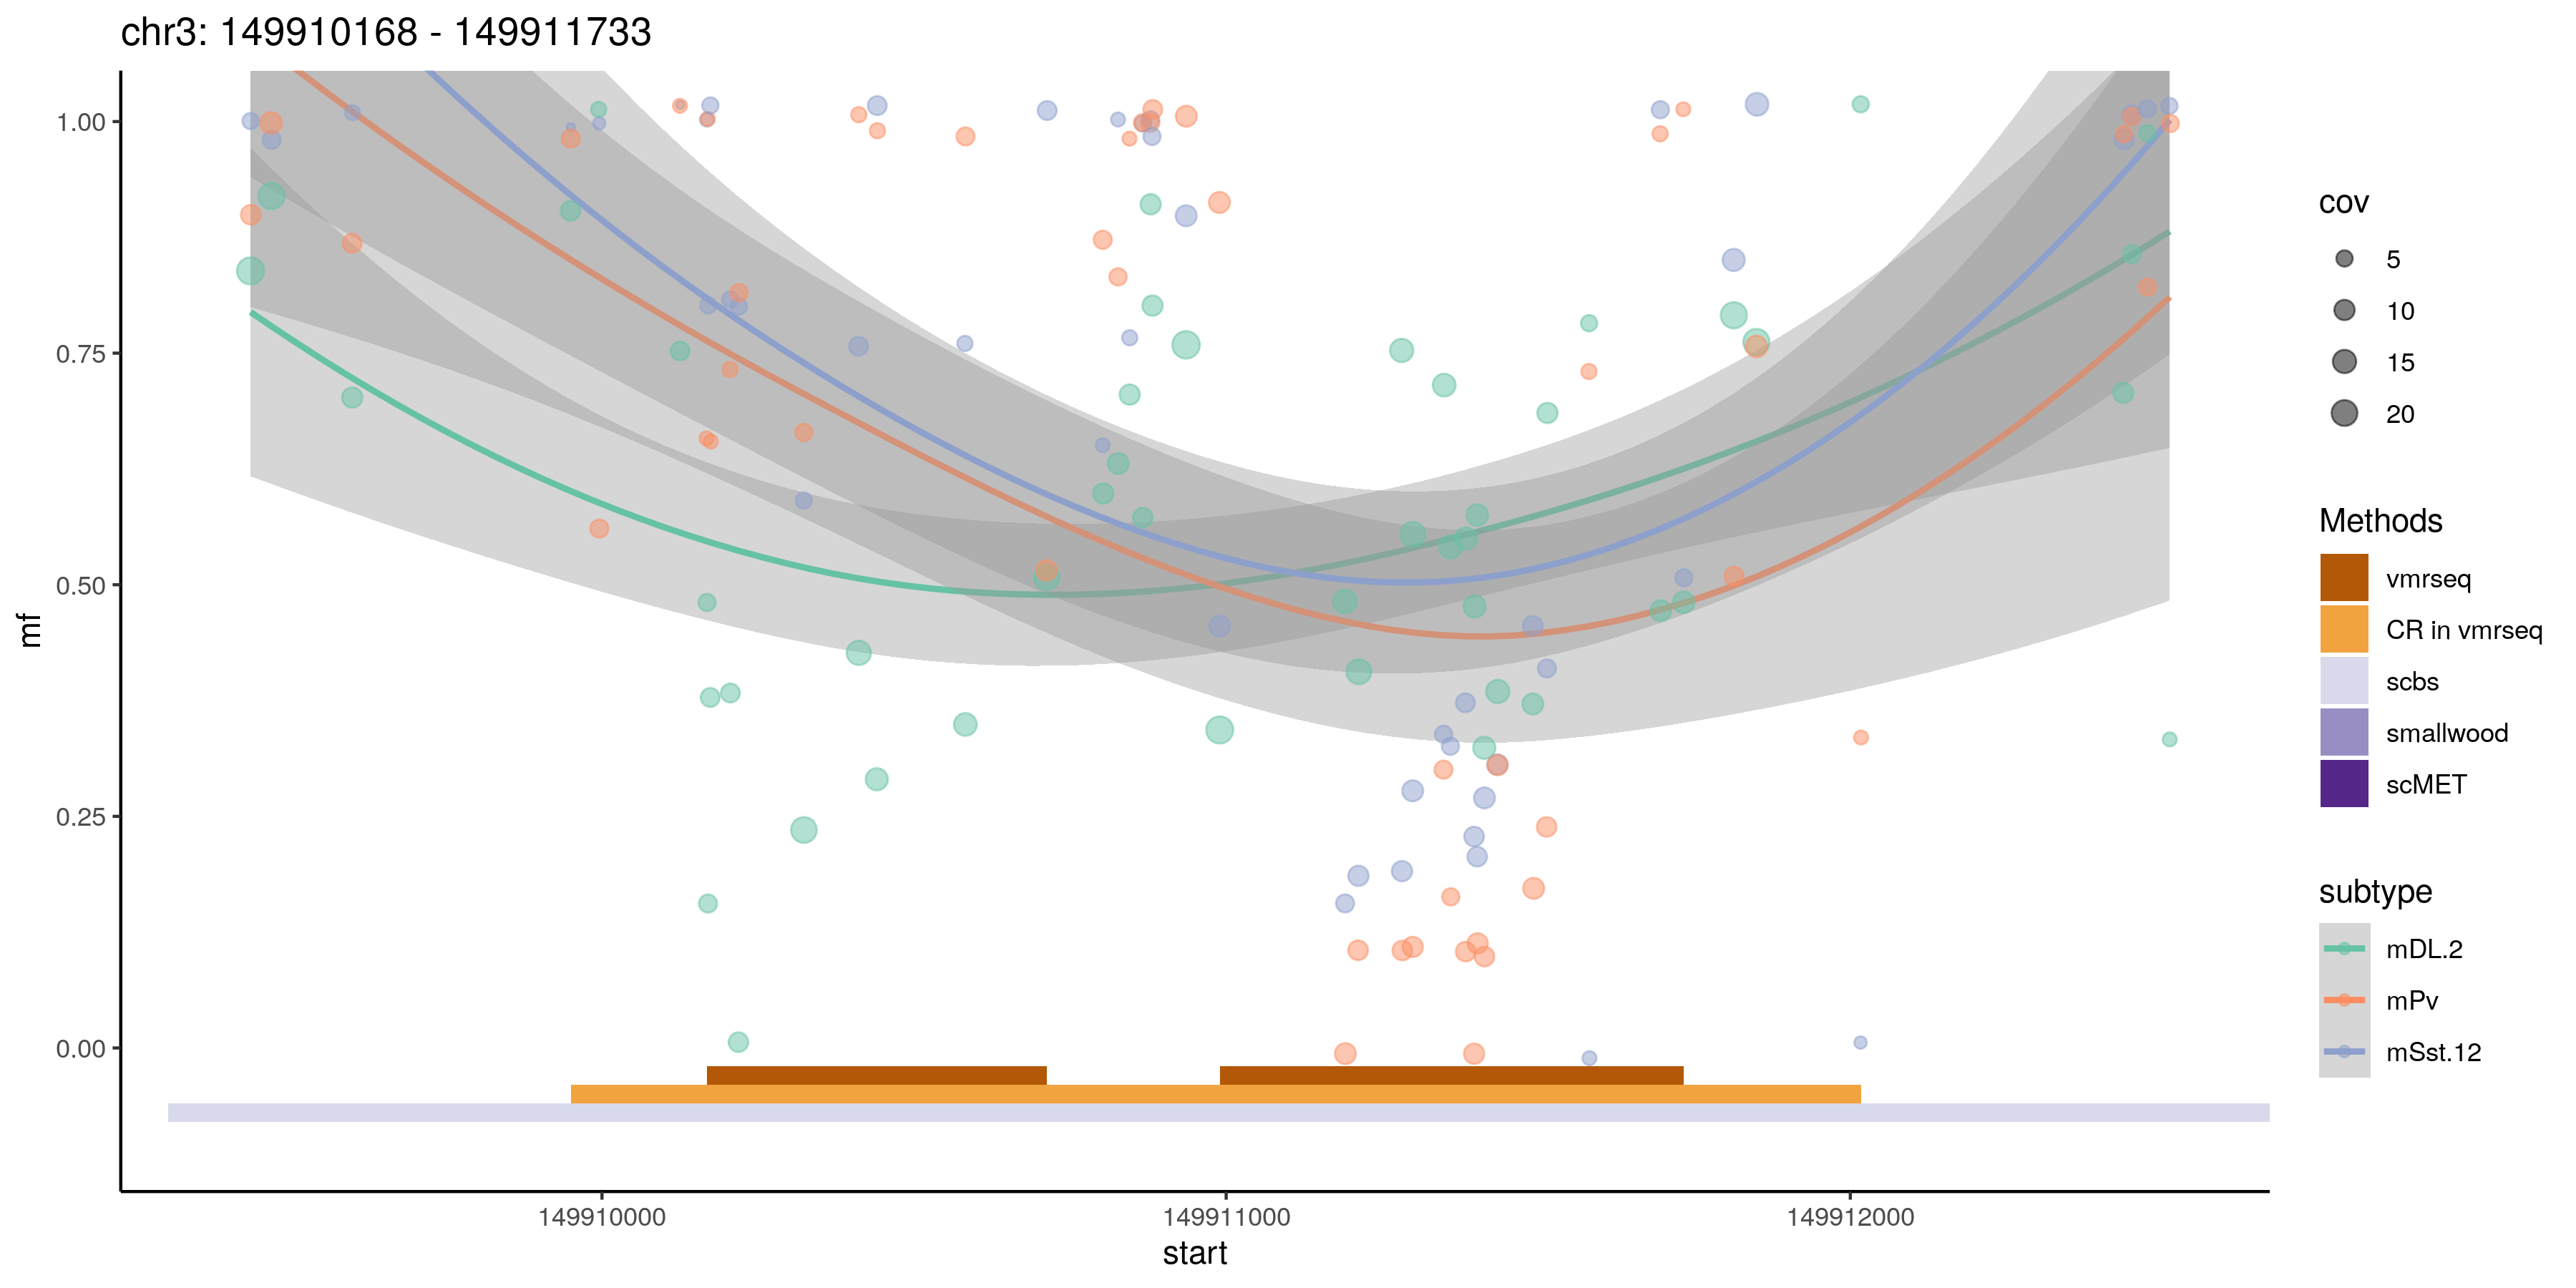 chr3: 149910168 - 149911733
1.00
0.75
0.50
0.25
0.00
mf
149910000
149911000
149912000
start
cov
5
10
15
20
Methods
vmrseq
CR in vmrseq
scbs
smallwood
scMET
subtype
mDL.2
mPv
mSst.12